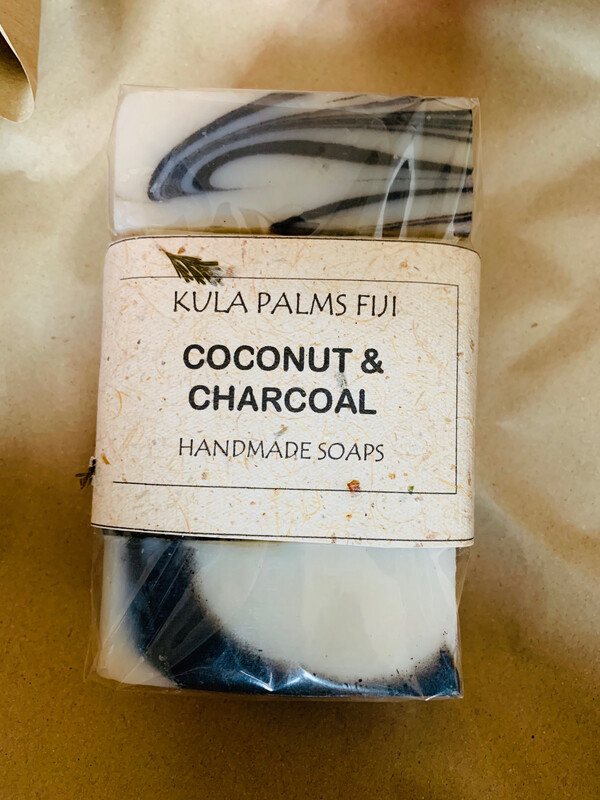 KULA PALMS FIJI
COCONUT &
CHARCOAL
HANDMADE SOAPS